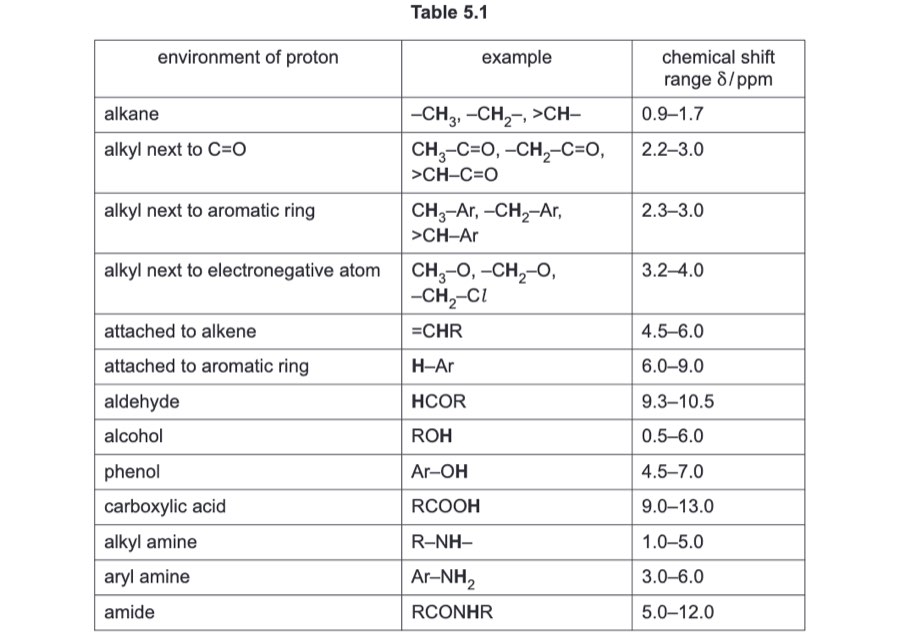 Table 5.1
environment of proton example chemical shift
range δ/ppm
alkane –CH₃, –CH₂–, >CH– 0.9–1.7
alkyl next to C=O CH₃–C=O, –CH₂–C=O, 2.2–3.0
>CH–C=O
alkyl next to aromatic ring CH₃–Ar, –CH₂–Ar, 2.3–3.0
>CH–Ar
alkyl next to electronegative atom CH₃–O, –CH₂–O, 3.2–4.0
–CH₂–Cl
attached to alkene =CHR 4.5–6.0
attached to aromatic ring H–Ar 6.0–9.0
aldehyde HCOR 9.3–10.5
alcohol ROH 0.5–6.0
phenol Ar–OH 4.5–7.0
carboxylic acid RCOOH 9.0–13.0
alkyl amine R–NH– 1.0–5.0
aryl amine Ar–NH₂ 3.0–6.0
amide RCONHR 5.0–12.0